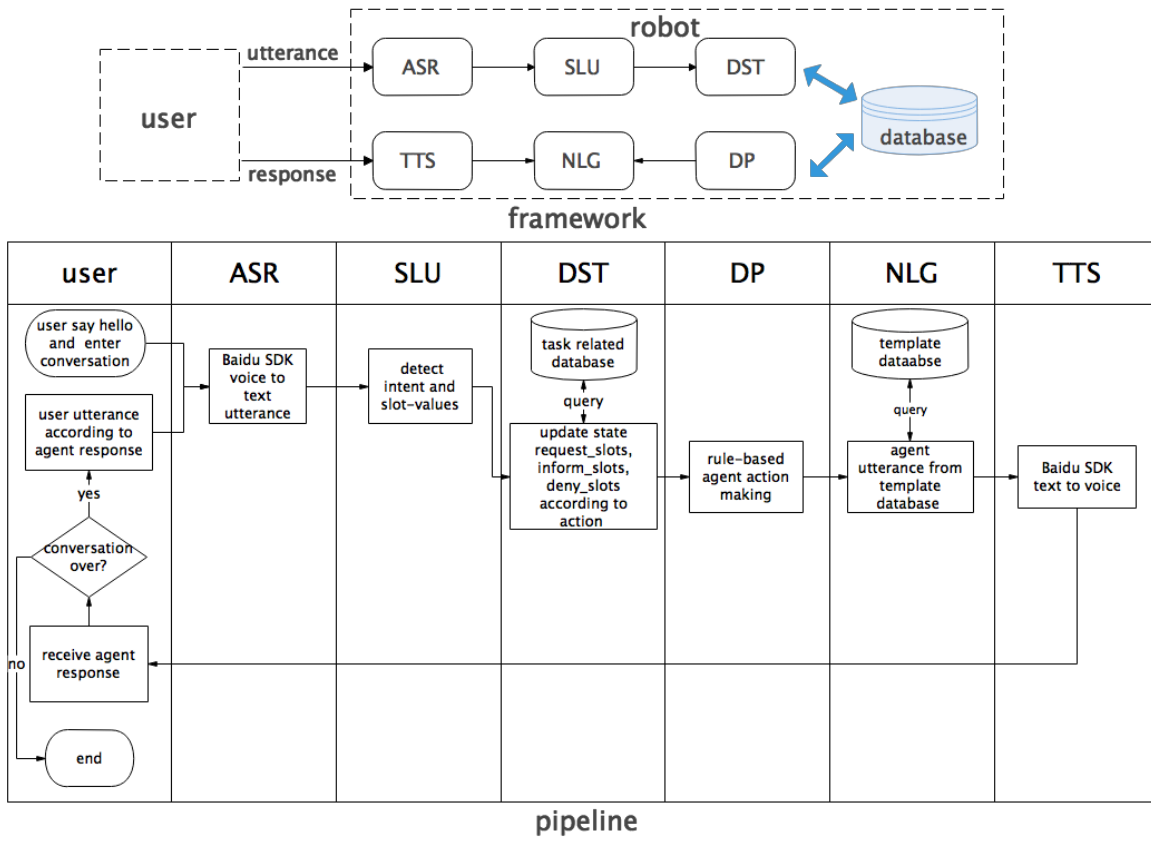 robot
utterance
ASR
SLU
DST
user
database
response
TTS
NLG
DP
framework
user
ASR
SLU
DST
DP
NLG
TTS
user say hello
and enter
conversation
user utterance
according to
agent response
yes
conversation
over?
no
receive agent
response
end
Baidu SDK
voice to
text
utterance
detect
intent and
slot-values
task related
database
query
update state
request_slots,
inform_slots,
deny_slots
according to
action
rule-based
agent action
making
template
dataabse
query
agent
utterance from
template
database
Baidu SDK
text to voice
pipeline